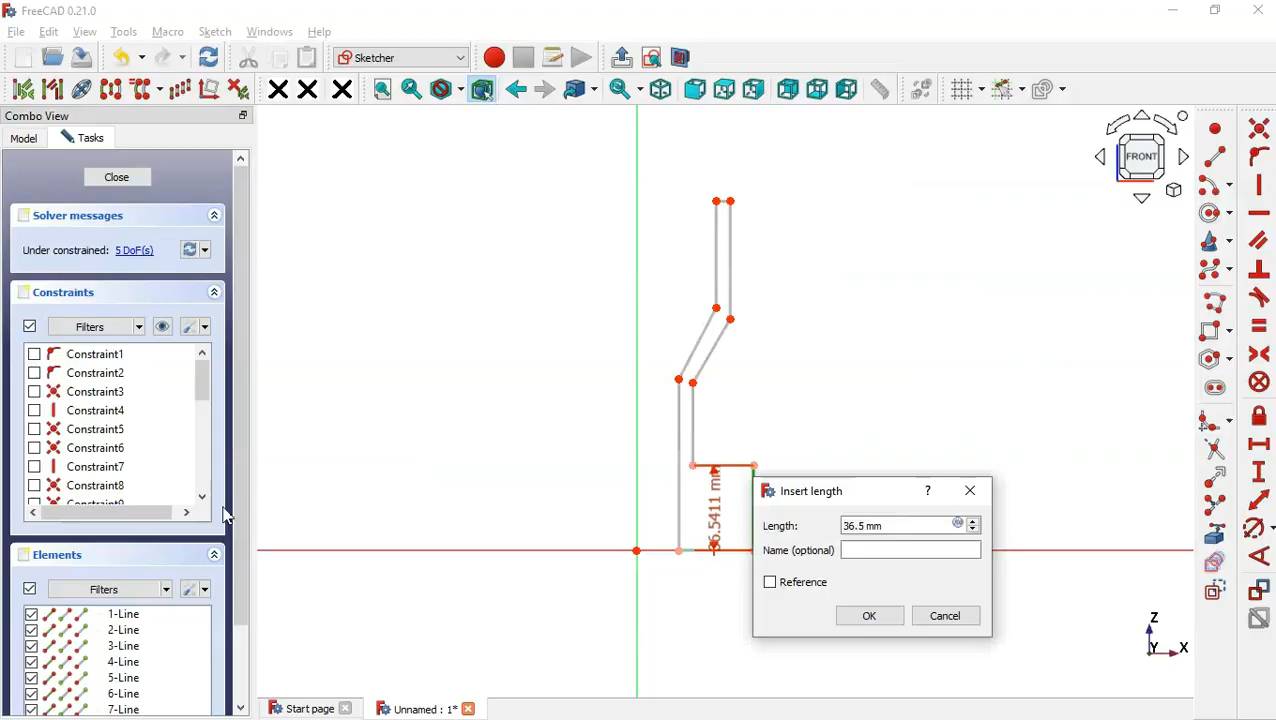 FreeCAD 0.21.0
File Edit View Tools Macro Sketch Windows Help
Sketcher
Combo View
Model Tasks
Close
Solver messages
Under constrained: 5 DoF(s)
Constraints
Filters
Constraint1
Constraint2
Constraint3
Constraint4
Constraint5
Constraint6
Constraint7
Constraint8
Constraint9
Elements
Filters
1-Line
2-Line
3-Line
4-Line
5-Line
6-Line
7-Line
FRONT
36.5411 mm
Insert length
?
Length: 36.5 mm
Name (optional)
Reference
OK Cancel
Z
Y X
Start page Unnamed : 1*